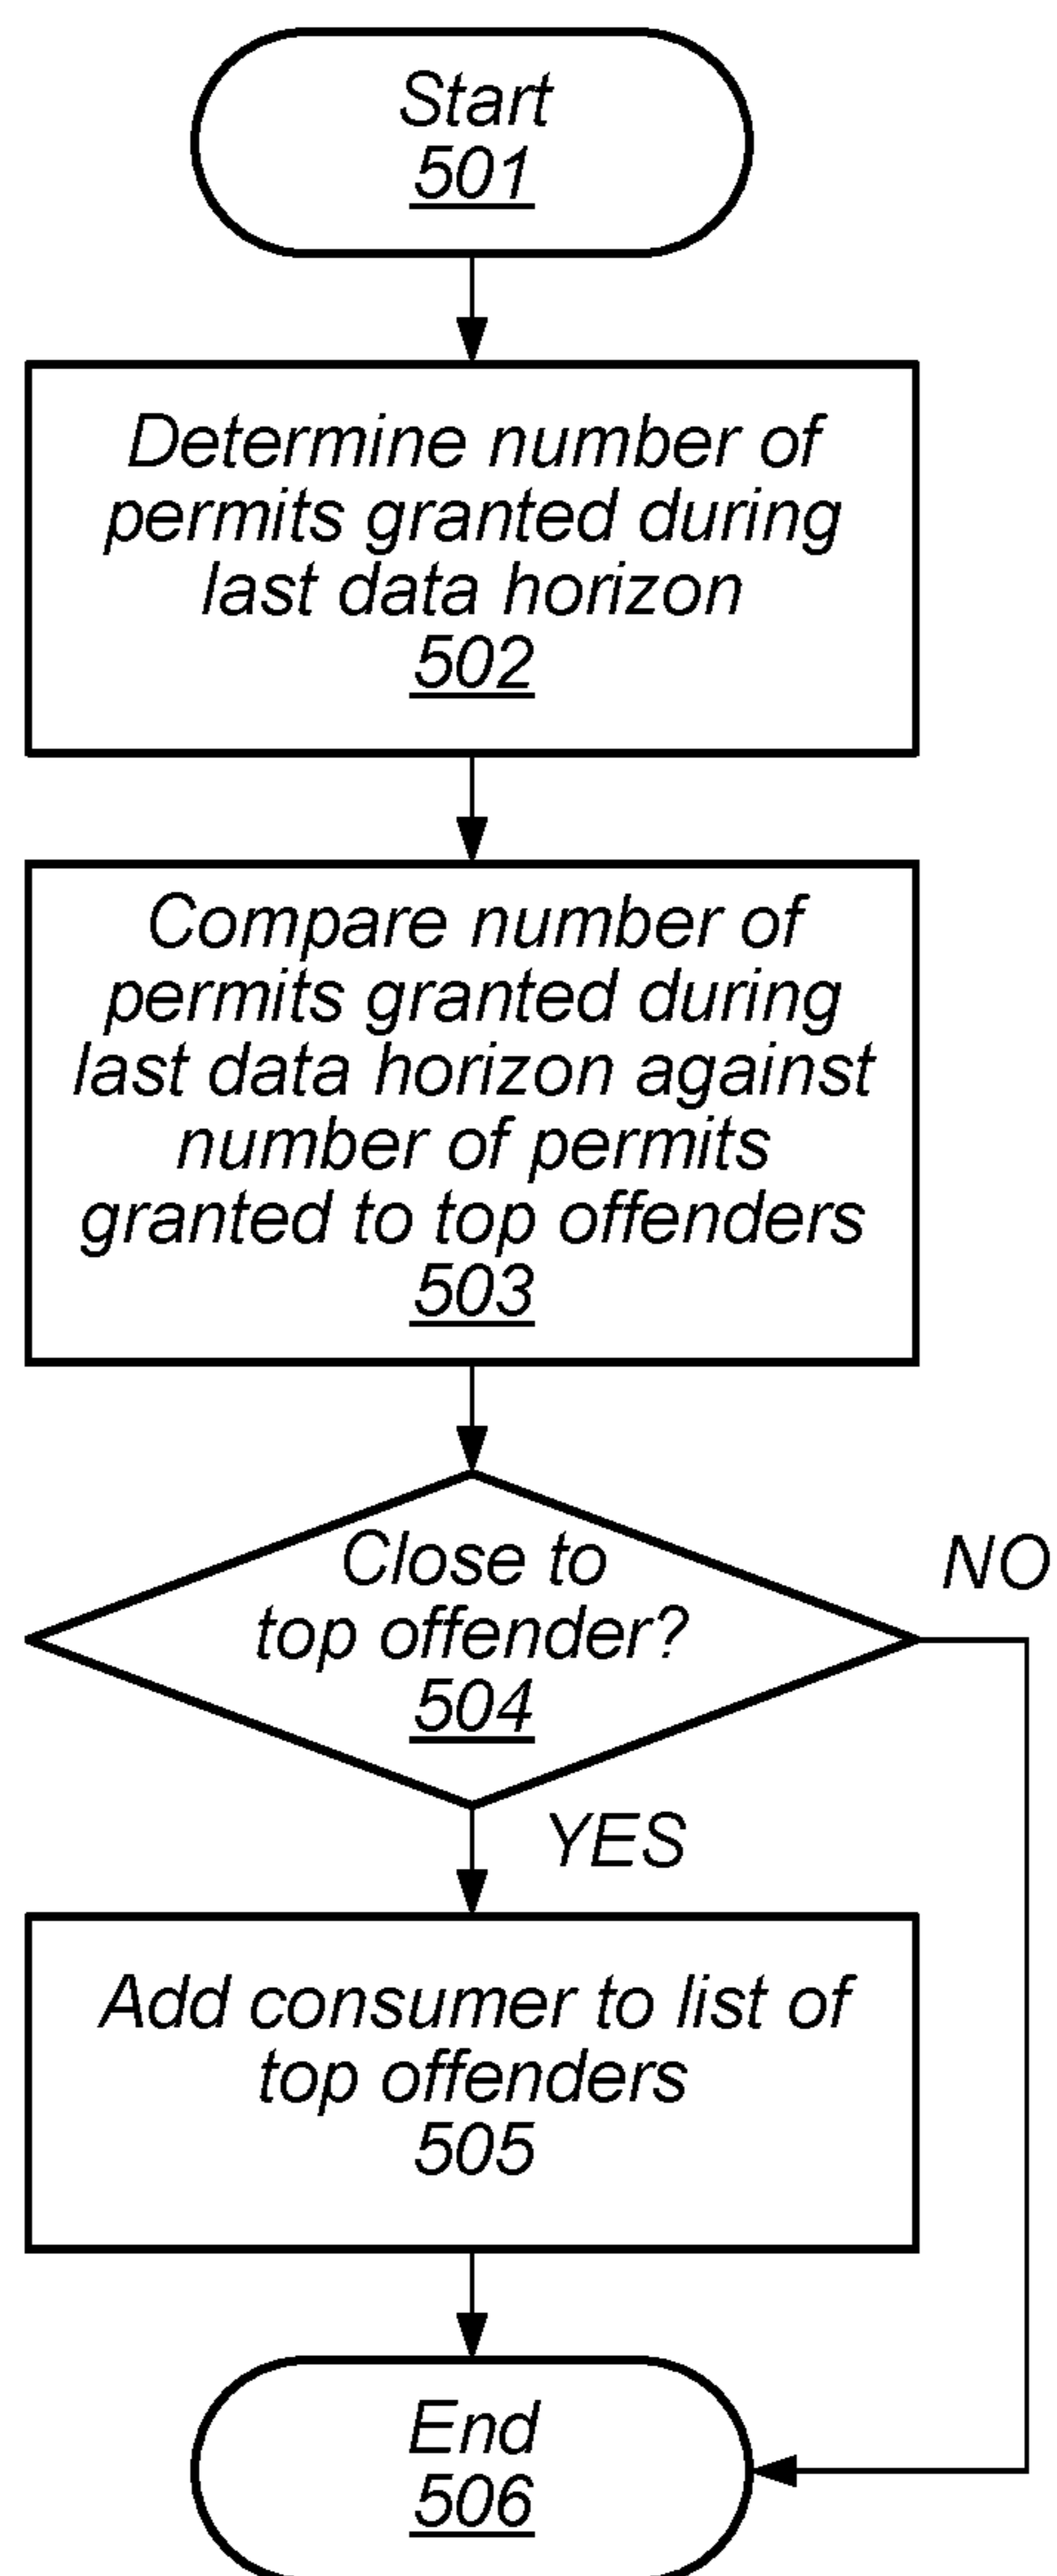 Start
501
Determine number of
permits granted during
last data horizon
502
Compare number of
permits granted during
last data horizon against
number of permits
granted to top offenders
503
Close to
top offender?
504
NO
YES
Add consumer to list of
top offenders
505
End
506